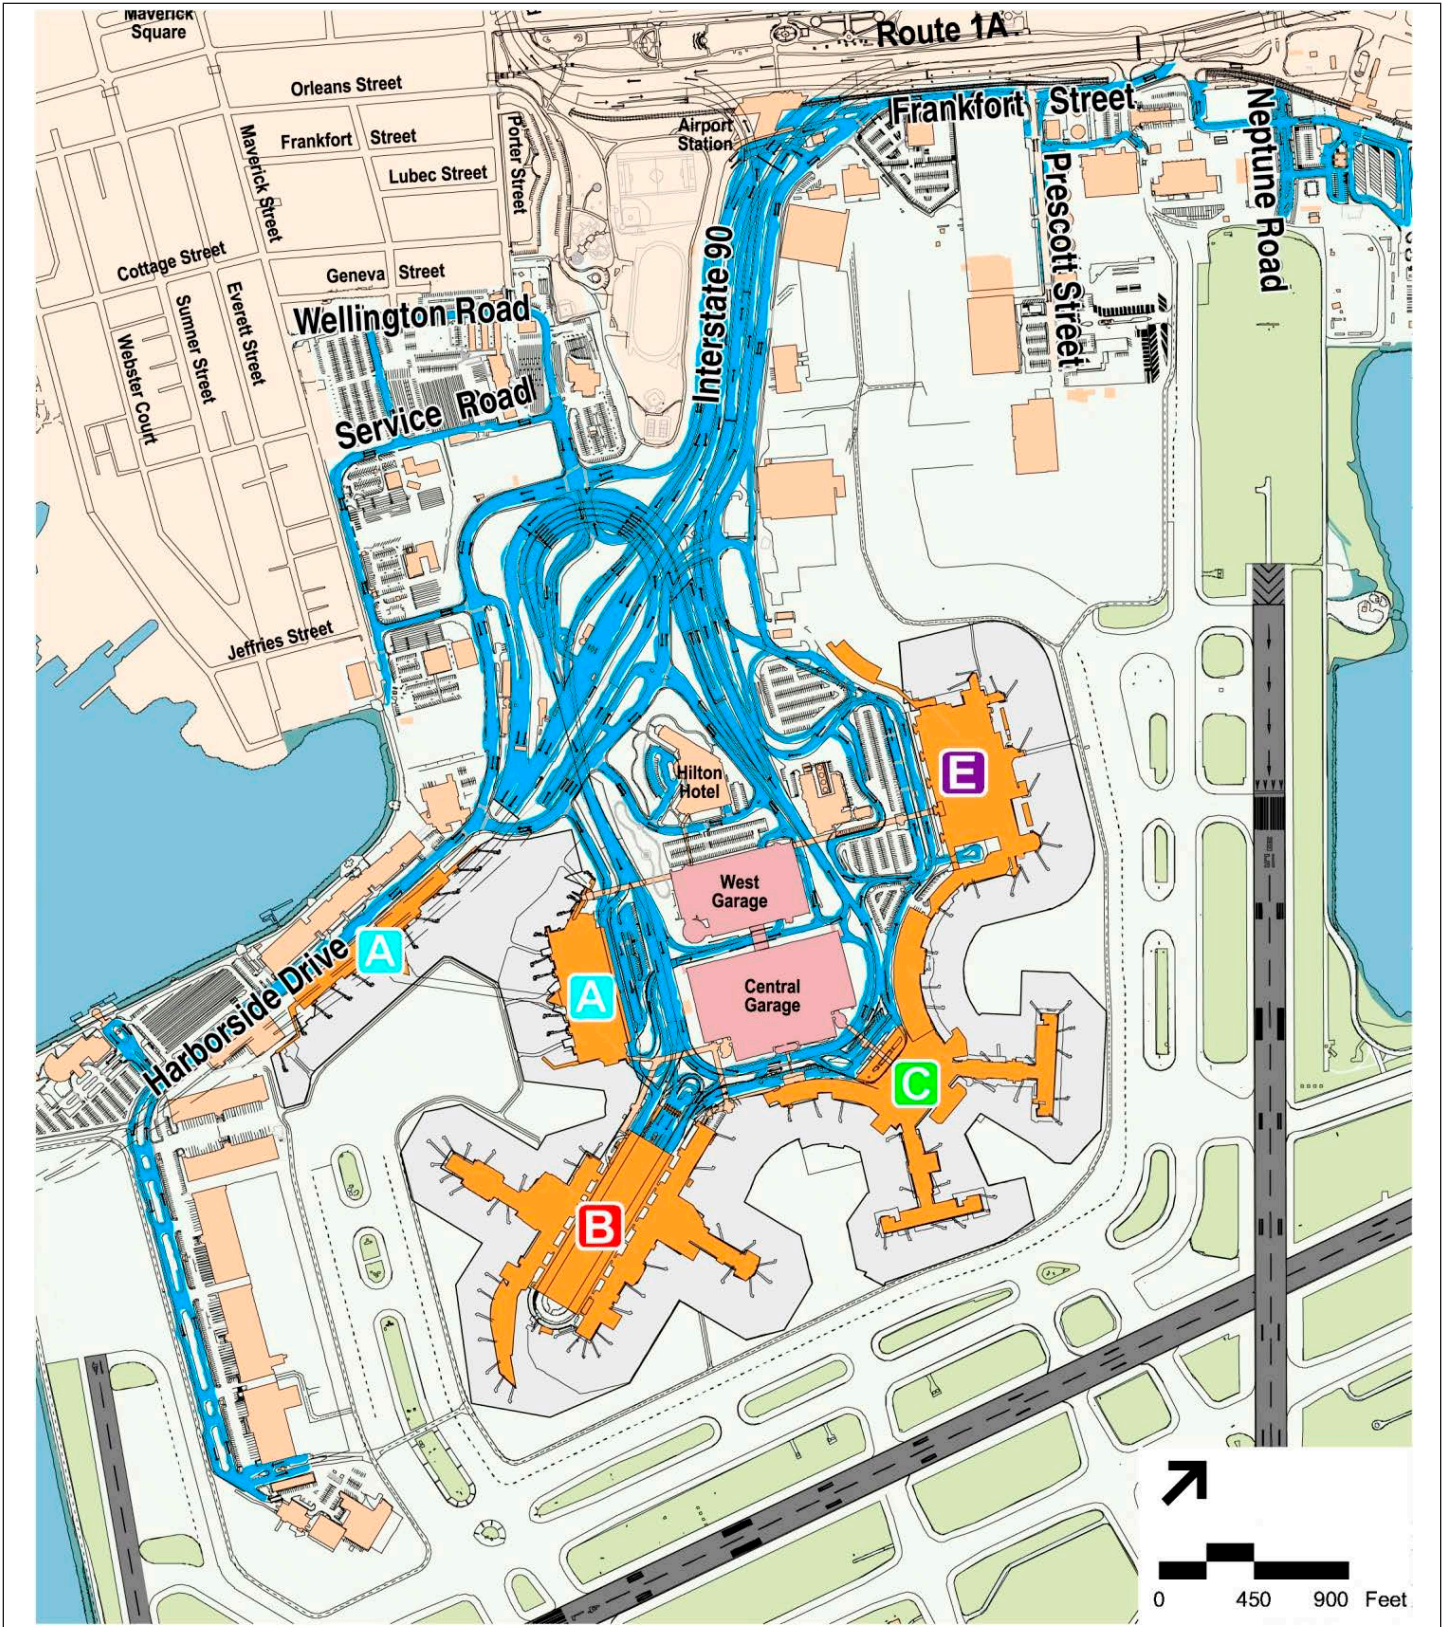 Maverick
Square
Route 1A
Orleans Street
Frankfort Street
Airport
Station
Frankfort Street
Neptune Road
Maverick Street
Porter Street
Lubec Street
Prescott Street
Cottage Street
Geneva Street
Interstate 90
Wellington Road
Everett Street
Sumner Street
Webster Court
Service Road
Jeffries Street
Hilton
Hotel
E
West
Garage
A
Harborside Drive
A
Central
Garage
C
B
0 450 900 Feet